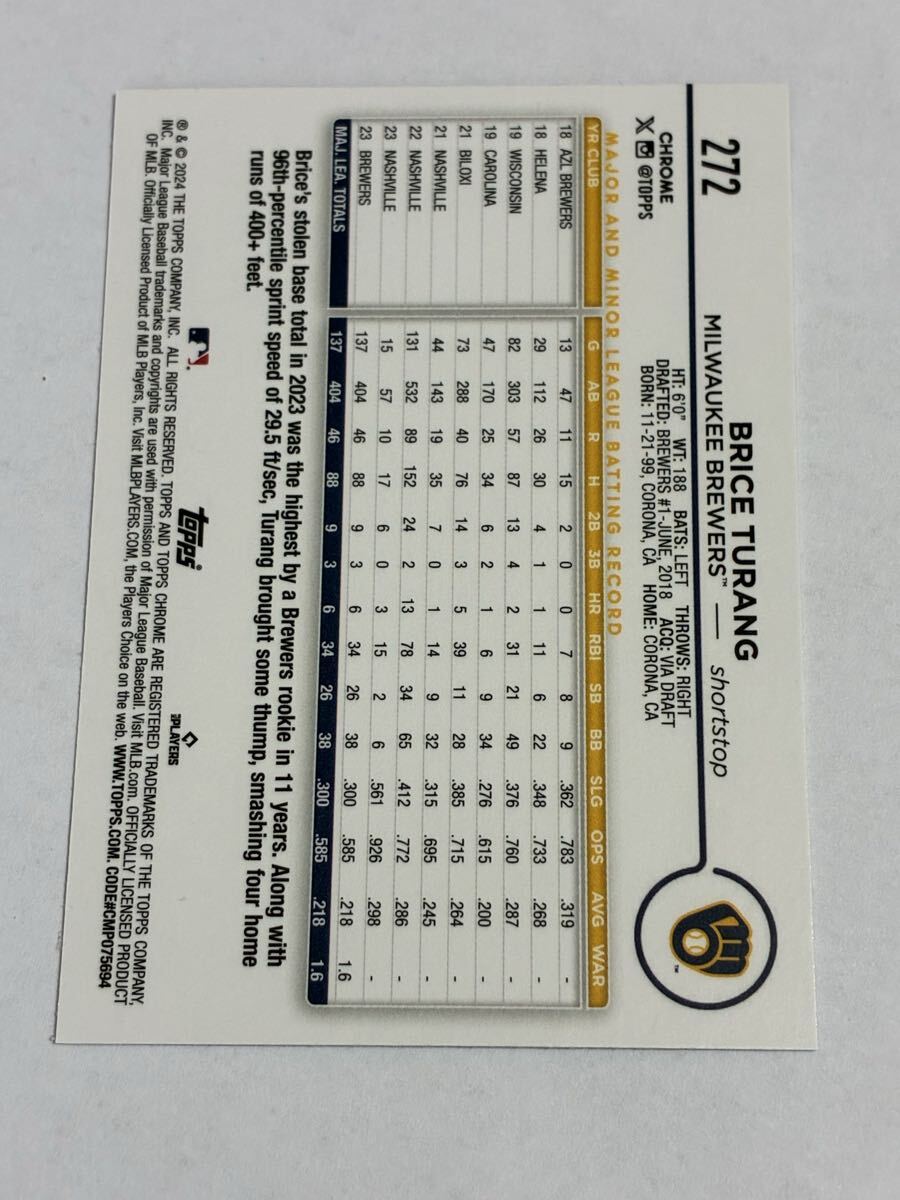 272
BRICE TURANG
MILWAUKEE BREWERS™ — shortstop
CHROME
X @TOPPS
HT: 6'0" WT: 188 BATS: LEFT THROWS: RIGHT
DRAFTED: BREWERS #1-JUNE, 2018 ACQ: VIA DRAFT
BORN: 11-21-99, CORONA, CA HOME: CORONA, CA
MAJOR AND MINOR LEAGUE BATTING RECORD
YR CLUB G AB R H 2B 3B HR RBI SB BB SLG OPS AVG WAR
18 AZL BREWERS 13 47 11 15 2 0 0 7 8 9 .362 .783 .319 -
18 HELENA 29 112 26 30 4 1 1 11 6 22 .348 .733 .268 -
19 WISCONSIN 82 303 57 87 13 4 2 31 21 49 .376 .760 .287 -
19 CAROLINA 47 170 25 34 6 2 1 6 9 34 .276 .615 .200 -
21 BILOXI 73 288 40 76 14 3 5 39 11 28 .385 .715 .264 -
21 NASHVILLE 44 143 19 35 7 0 1 14 9 32 .315 .695 .245 -
22 NASHVILLE 131 532 89 152 24 2 13 78 34 65 .412 .772 .286 -
23 NASHVILLE 15 57 10 17 6 0 3 15 2 6 .561 .926 .298 -
23 BREWERS 137 404 46 88 9 3 6 34 26 38 .300 .585 .218 1.6
MAJ. LEA. TOTALS 137 404 46 88 9 3 6 34 26 38 .300 .585 .218 1.6
Brice's stolen base total in 2023 was the highest by a Brewers rookie in 11 years. Along with
96th-percentile sprint speed of 29.5 ft/sec, Turang brought some thump, smashing four home
runs of 400+ feet.
topps®
PLAYERS
® & © 2024 THE TOPPS COMPANY, INC. ALL RIGHTS RESERVED. TOPPS AND TOPPS CHROME ARE REGISTERED TRADEMARKS OF THE TOPPS COMPANY,
INC. Major League Baseball trademarks and copyrights are used with permission of Major League Baseball. Visit MLB.com. OFFICIALLY LICENSED PRODUCT
OF MLB. Officially Licensed Product of MLB Players, Inc. Visit MLBPLAYERS.COM, the Players Choice on the web. WWW.TOPPS.COM. CODE#CMP075694